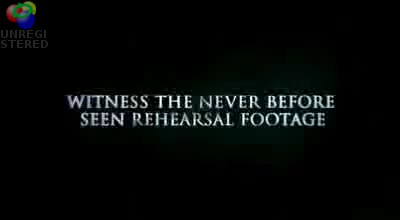 UNREGI
STERED
WITNESS THE NEVER BEFORE
SEEN REHEARSAL FOOTAGE